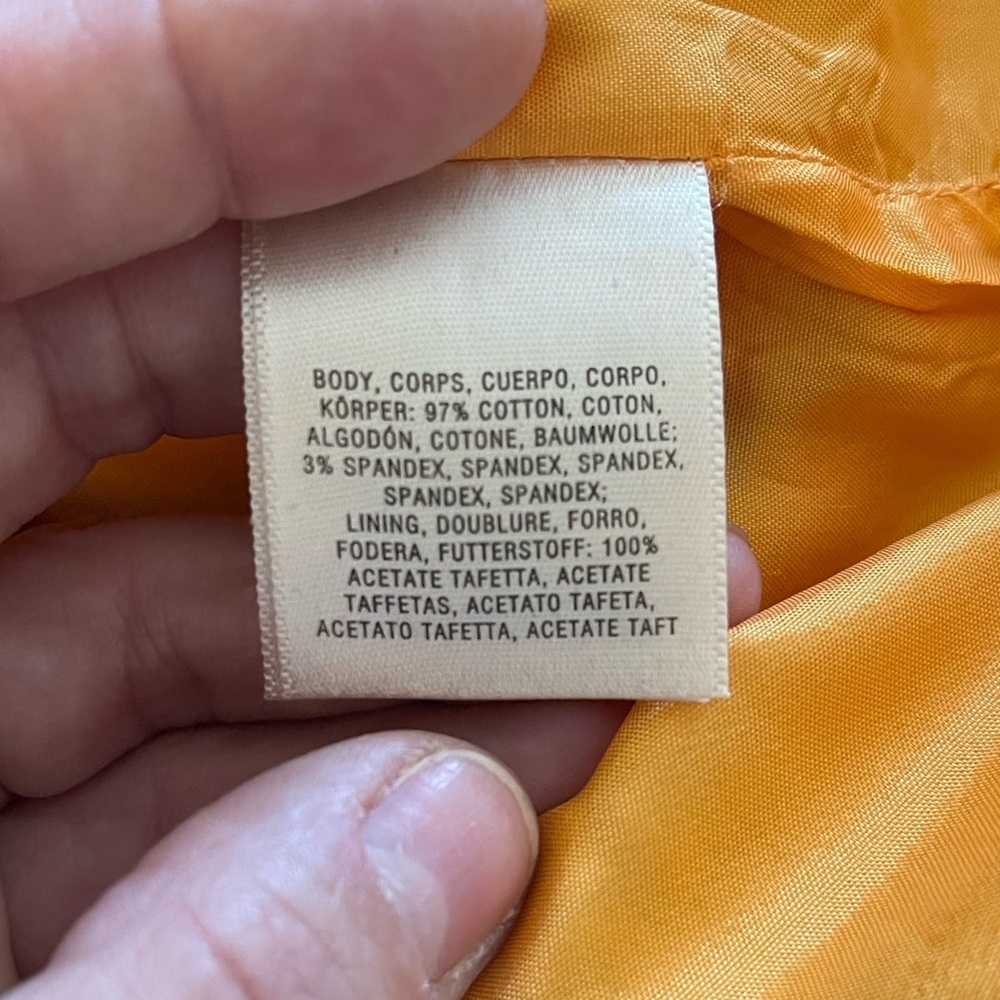 BODY, CORPS, CUERPO, CORPO,
KÖRPER: 97% COTTON, COTON,
ALGODÓN, COTONE, BAUMWOLLE;
3% SPANDEX, SPANDEX, SPANDEX,
SPANDEX, SPANDEX;
LINING, DOUBLURE, FORRO,
FODERA, FUTTERSTOFF: 100%
ACETATE TAFETTA, ACETATE
TAFFETAS, ACETATO TAFETA,
ACETATO TAFETTA, ACETATE TAFT